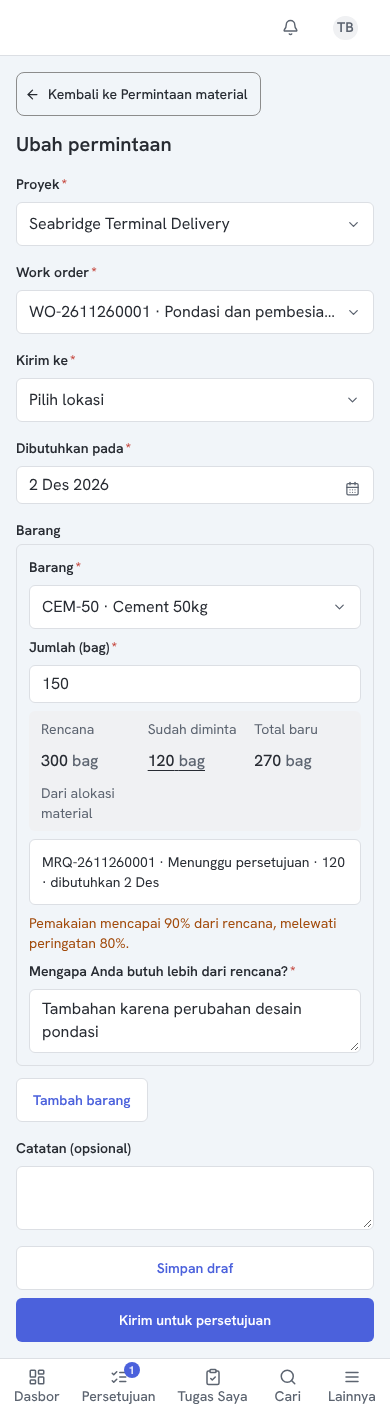 TB
Kembali ke Permintaan material
Ubah permintaan
Proyek*
Seabridge Terminal Delivery
Work order*
WO-2611260001 · Pondasi dan pembesia...
Kirim ke*
Pilih lokasi
Dibutuhkan pada*
2 Des 2026
Barang
Barang*
CEM-50 · Cement 50kg
Jumlah (bag)*
150
Rencana Sudah diminta Total baru
300 bag 120 bag 270 bag
Dari alokasi
material
MRQ-2611260001 · Menunggu persetujuan · 120
· dibutuhkan 2 Des
Pemakaian mencapai 90% dari rencana, melewati
peringatan 80%.
Mengapa Anda butuh lebih dari rencana?*
Tambahan karena perubahan desain
pondasi
Tambah barang
Catatan (opsional)
Simpan draf
Kirim untuk persetujuan
1
Dasbor Persetujuan Tugas Saya Cari Lainnya